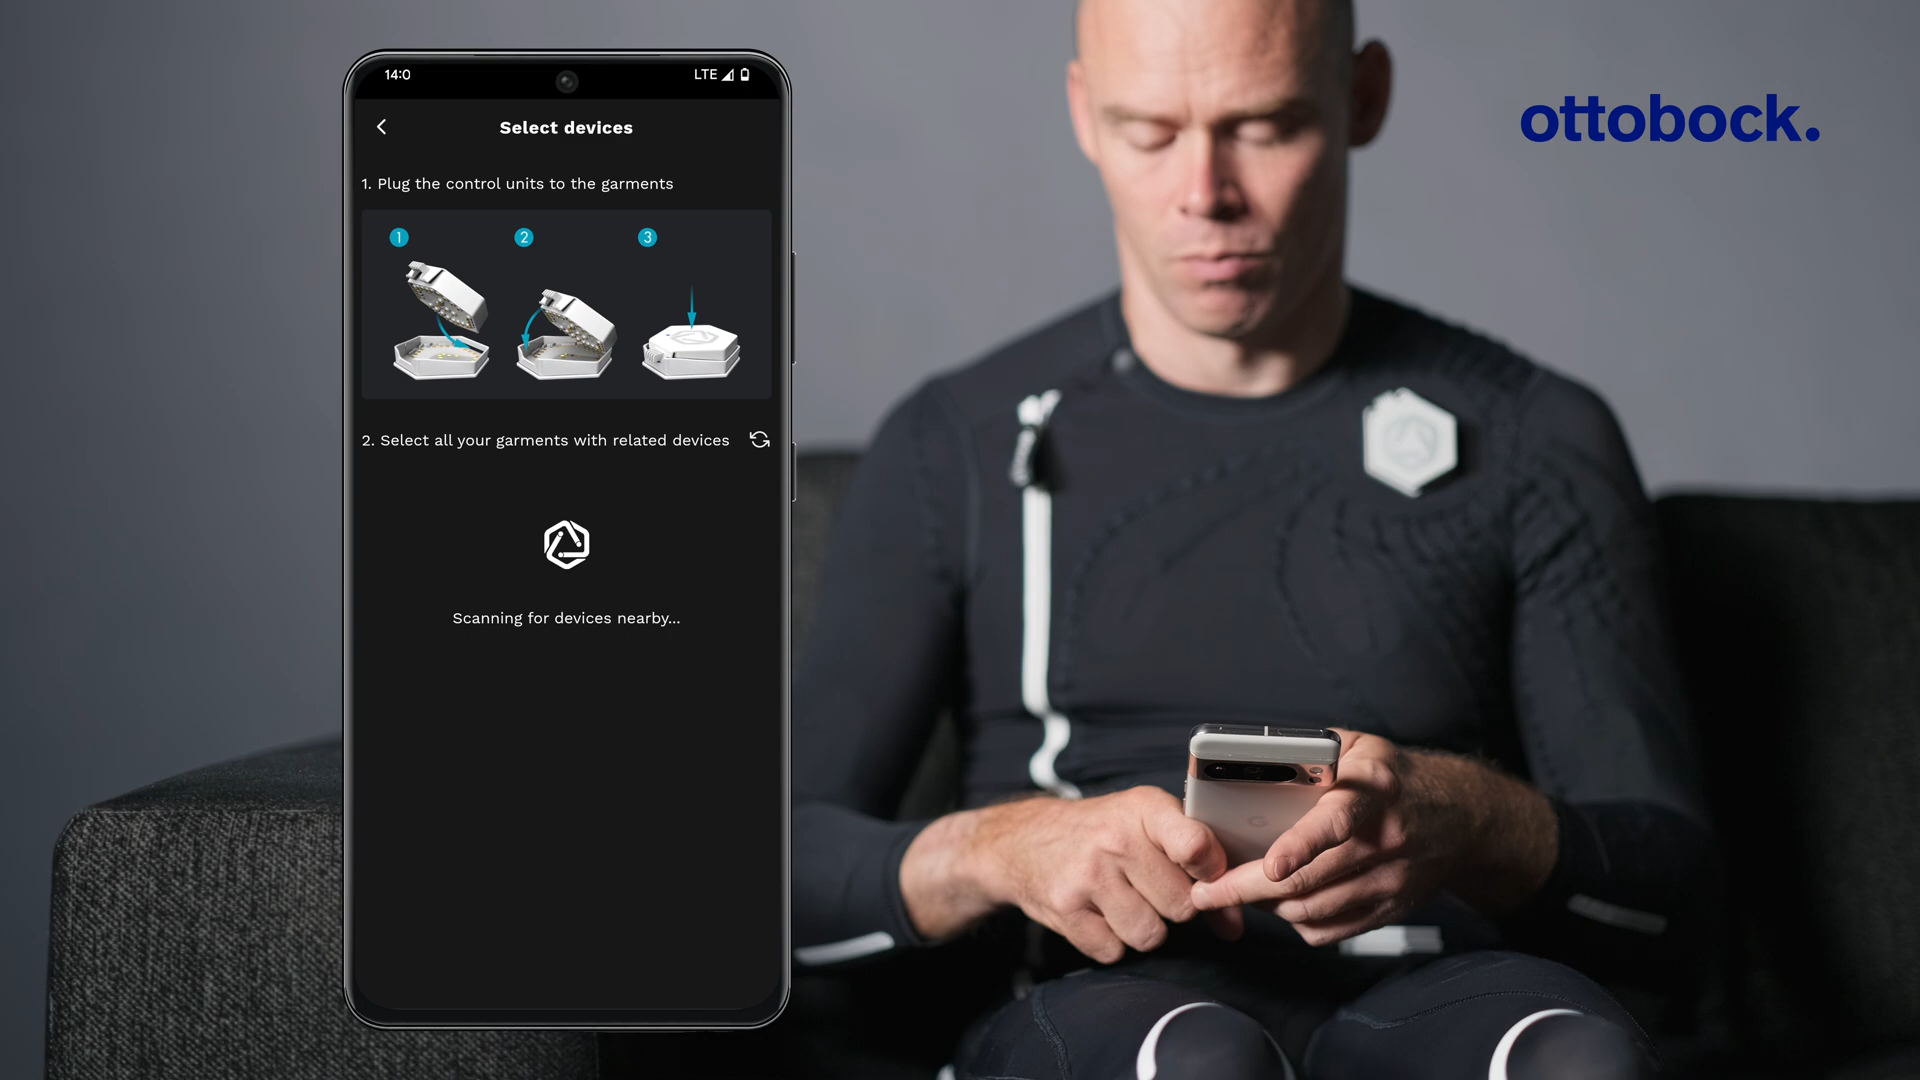 14:0 LTE
Select devices
1. Plug the control units to the garments
1 2 3
2. Select all your garments with related devices
Scanning for devices nearby...
ottobock.
G